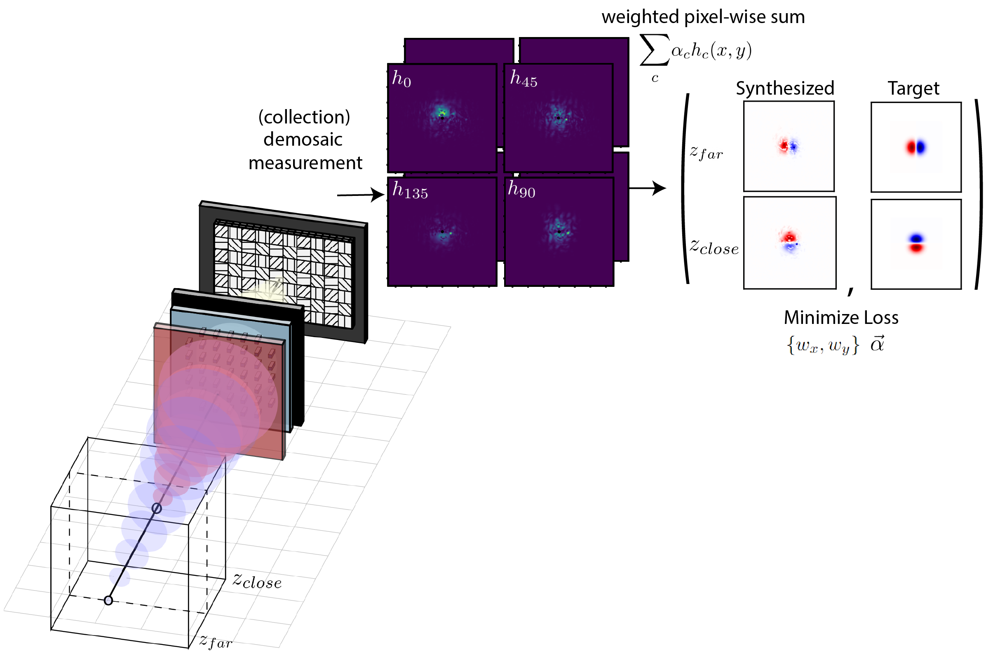 weighted pixel-wise sum
∑ α_c h_c(x, y)
c
(collection)
demosaic
measurement
h_0
h_45
h_135
h_90
Synthesized
Target
z_far
z_close
,
Minimize Loss
{w_x, w_y} α⃗
z_close
z_far